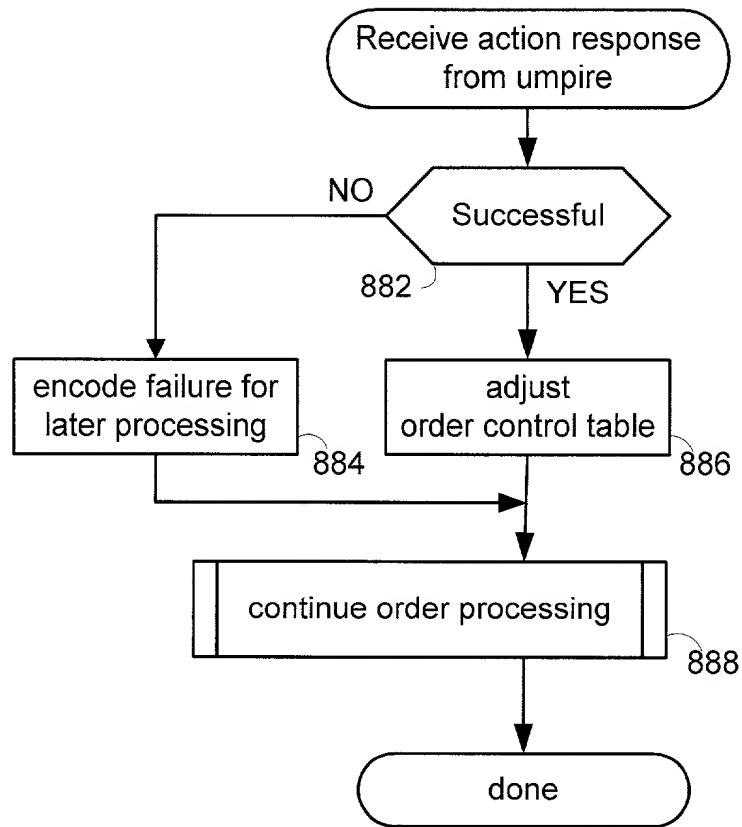 Receive action response
from umpire
NO
Successful
882
YES
encode failure for
later processing
884
adjust
order control table
886
continue order processing
888
done